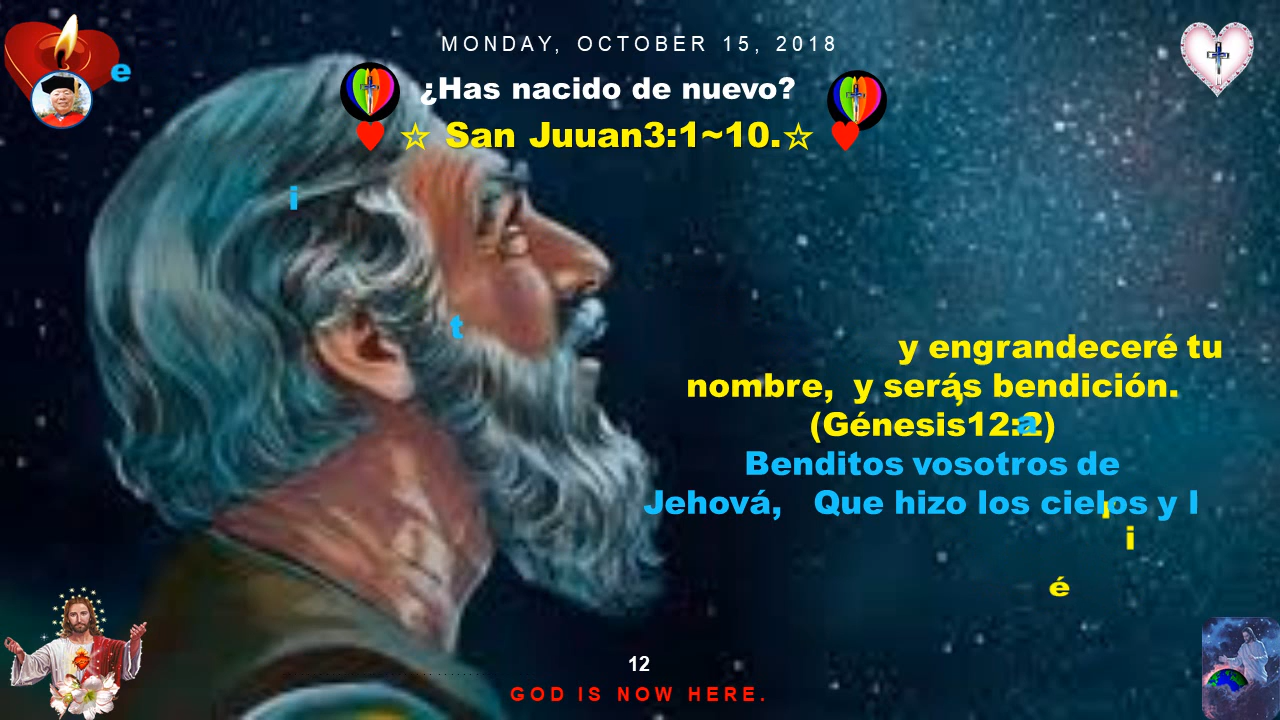 MONDAY, OCTOBER 15, 2018
¿Has nacido de nuevo?
♥ ☆ San Juuan3:1~10.☆ ♥
e
i
t
y engrandeceré tu
nombre, y serás bendición.
(Génesis12:2)
a
Benditos vosotros de
Jehová, Que hizo los cielos y l
i
é
12
GOD IS NOW HERE.